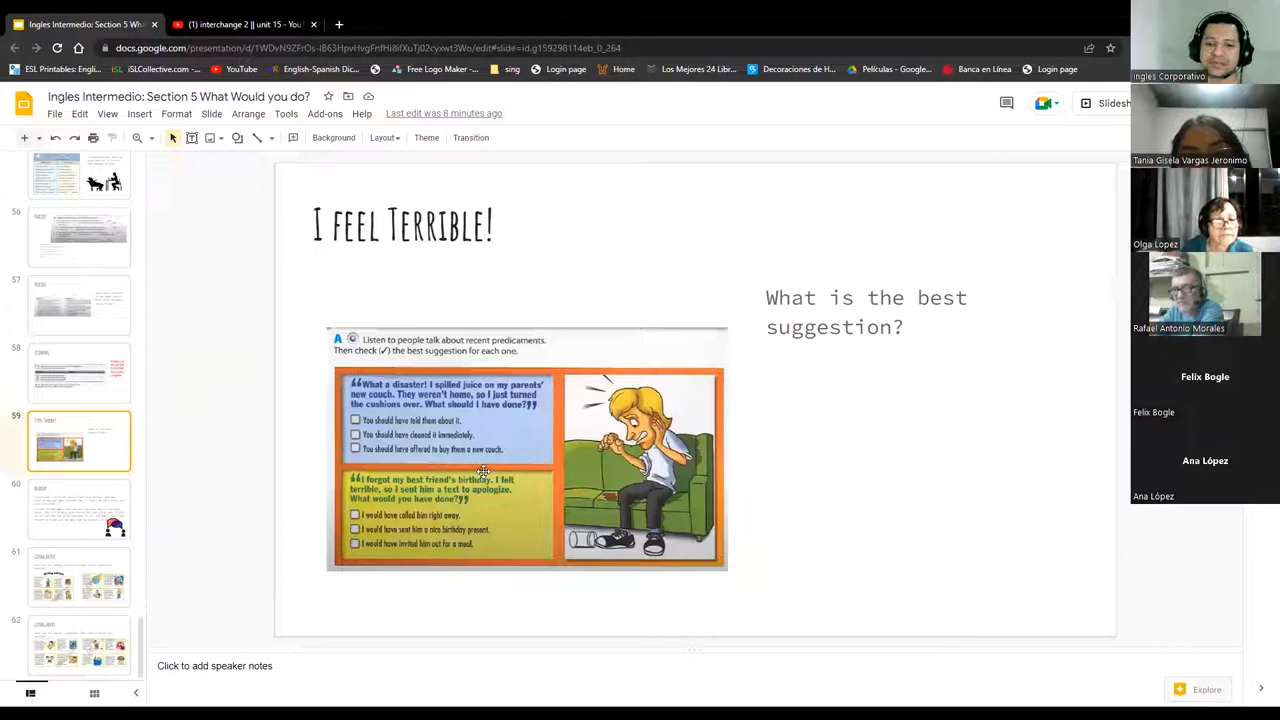 Ingles Intermedio: Section 5 Wh
(1) interchange 2 || unit 15 - You
docs.google.com/presentation/d/1WDvN9ZFrOs-IB63HpvHvgFnfHi8ifXuTj02cyxwt3Wo/edit#slide=id.g159298114eb_0_264
ESL Printables: Engli...
iSLCollective.com -...
YouTube
English-Spanish Dic...
Free Logo Maker -...
sing
Login page
Home
Los Mejores 24 Libr...
Decoraciones de H...
Películas - Google...
Banca en Línea
Login page
Ingles Intermedio: Section 5 What Would you do?
File Edit View Insert Format Slide Arrange Tools Add-ons Help
Last edit was 8 minutes ago
Slidesh
Background Layout Theme Transition
56
57
58
59
60
61
62
I FEEL TERRIBLE!
What is the best
suggestion?
A Listen to people talk about recent predicaments.
Then check (✓) the best suggestion for each one.
“What a disaster! I spilled juice on my parents'
new couch. They weren't home, so I just turned
the cushions over. What should I have done?”
You should have told them about it.
You should have cleaned it immediately.
You should have offered to buy them a new couch.
“I forgot my best friend's birthday. I felt
terrible, so I sent him a text to apologize.
What would you have done?”
I would have called him right away.
I would have sent him a nice birthday present.
I would have invited him out for a meal.
Click to add speaker notes
Explore
Ingles Corporativo
Tania Gisela Vargas Jeronimo
Olga Lopez
Rafael Antonio Morales
Felix Bogle
Felix Bogle
Ana López
Ana López